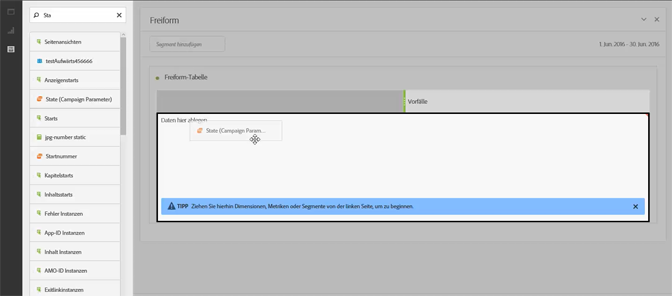 Sta
Seitenansichten
testAufwärts456666
Anzeigenstarts
State (Campaign Parameter)
Starts
jpg-number static
Startnummer
Kapitelstarts
Inhaltsstarts
Fehler Instanzen
App-ID Instanzen
Inhalt Instanzen
AMO-ID Instanzen
Exitlinkinstanzen
Freiform
Segment hinzufügen
1. Jun. 2016 - 30. Jun. 2016
Freiform-Tabelle
Vorfälle
Daten hier ablegen
State (Campaign Param...
TIPP Ziehen Sie hierhin Dimensionen, Metriken oder Segmente von der linken Seite, um zu beginnen.